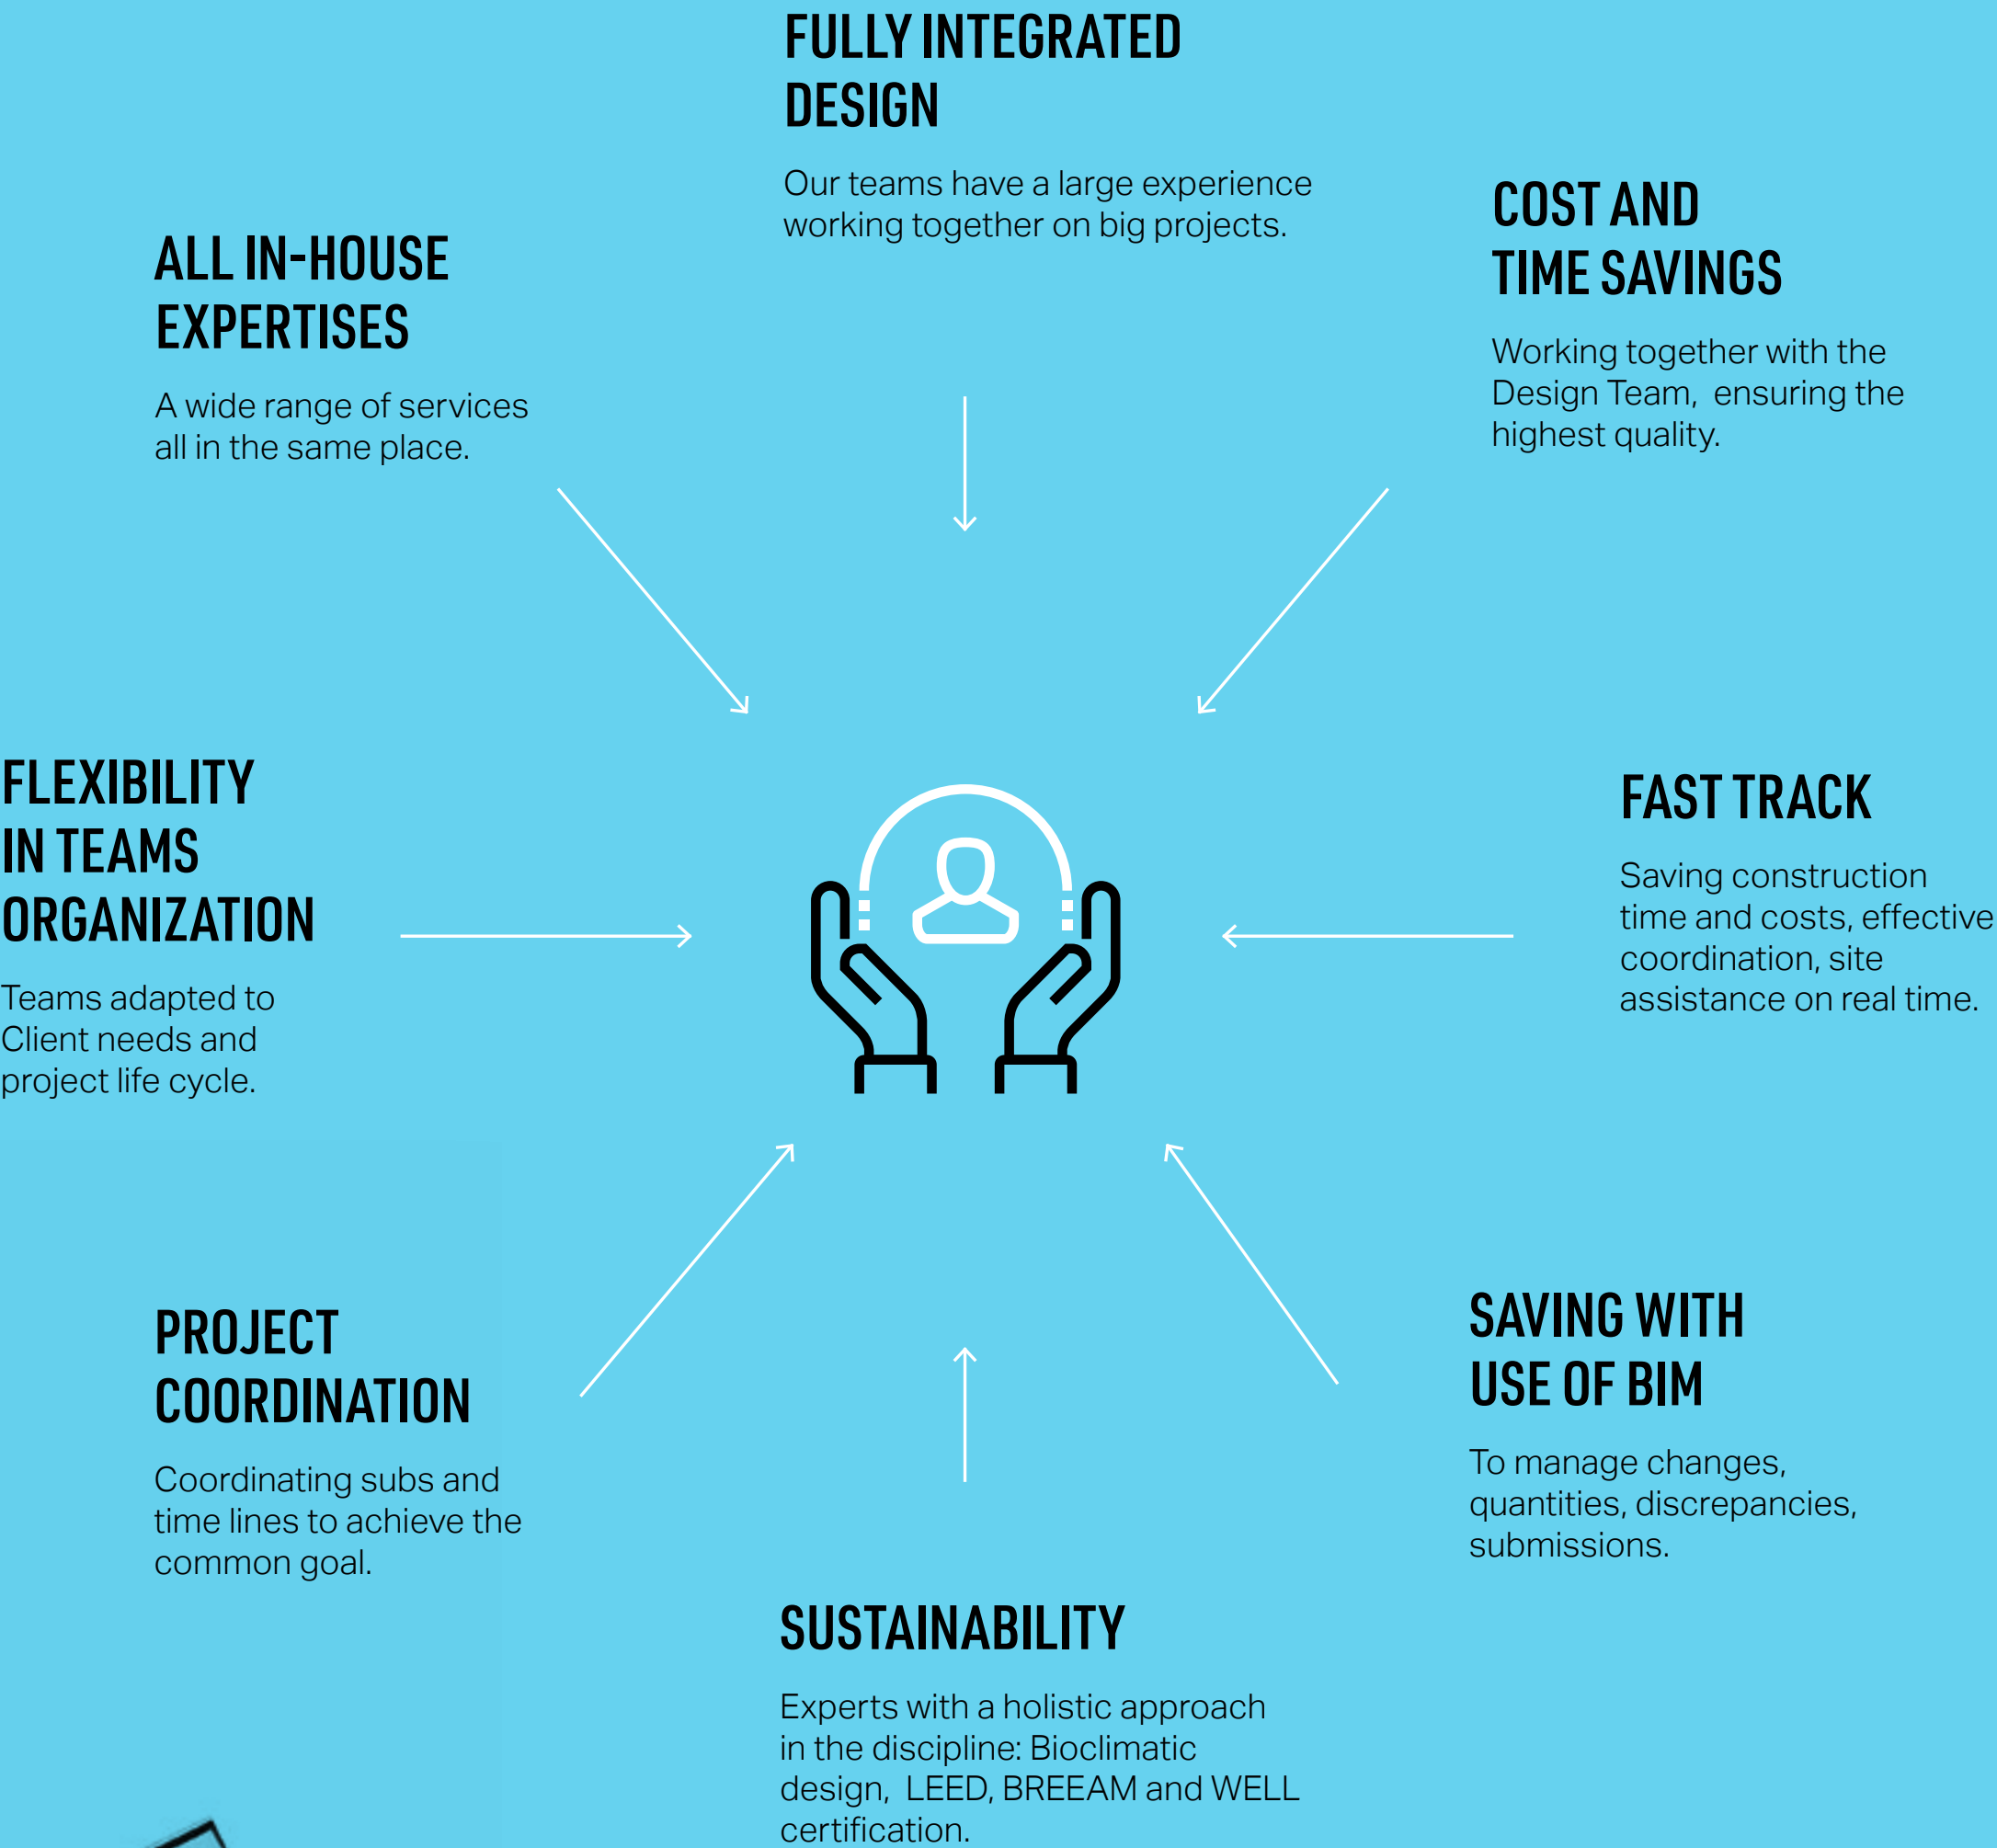 FULLY INTEGRATED
DESIGN
Our teams have a large experience
working together on big projects.
COST AND
TIME SAVINGS
Working together with the
Design Team,  ensuring the
highest quality.
ALL IN-HOUSE
EXPERTISES
A wide range of services
all in the same place.
FLEXIBILITY
IN TEAMS
ORGANIZATION
Teams adapted to
Client needs and
project life cycle.
FAST TRACK
Saving construction
time and costs, effective
coordination, site
assistance on real time.
PROJECT
COORDINATION
Coordinating subs and
time lines to achieve the
common goal.
SAVING WITH
USE OF BIM
To manage changes,
quantities, discrepancies,
submissions.
SUSTAINABILITY
Experts with a holistic approach
in the discipline: Bioclimatic
design,  LEED, BREEAM and WELL
certification.